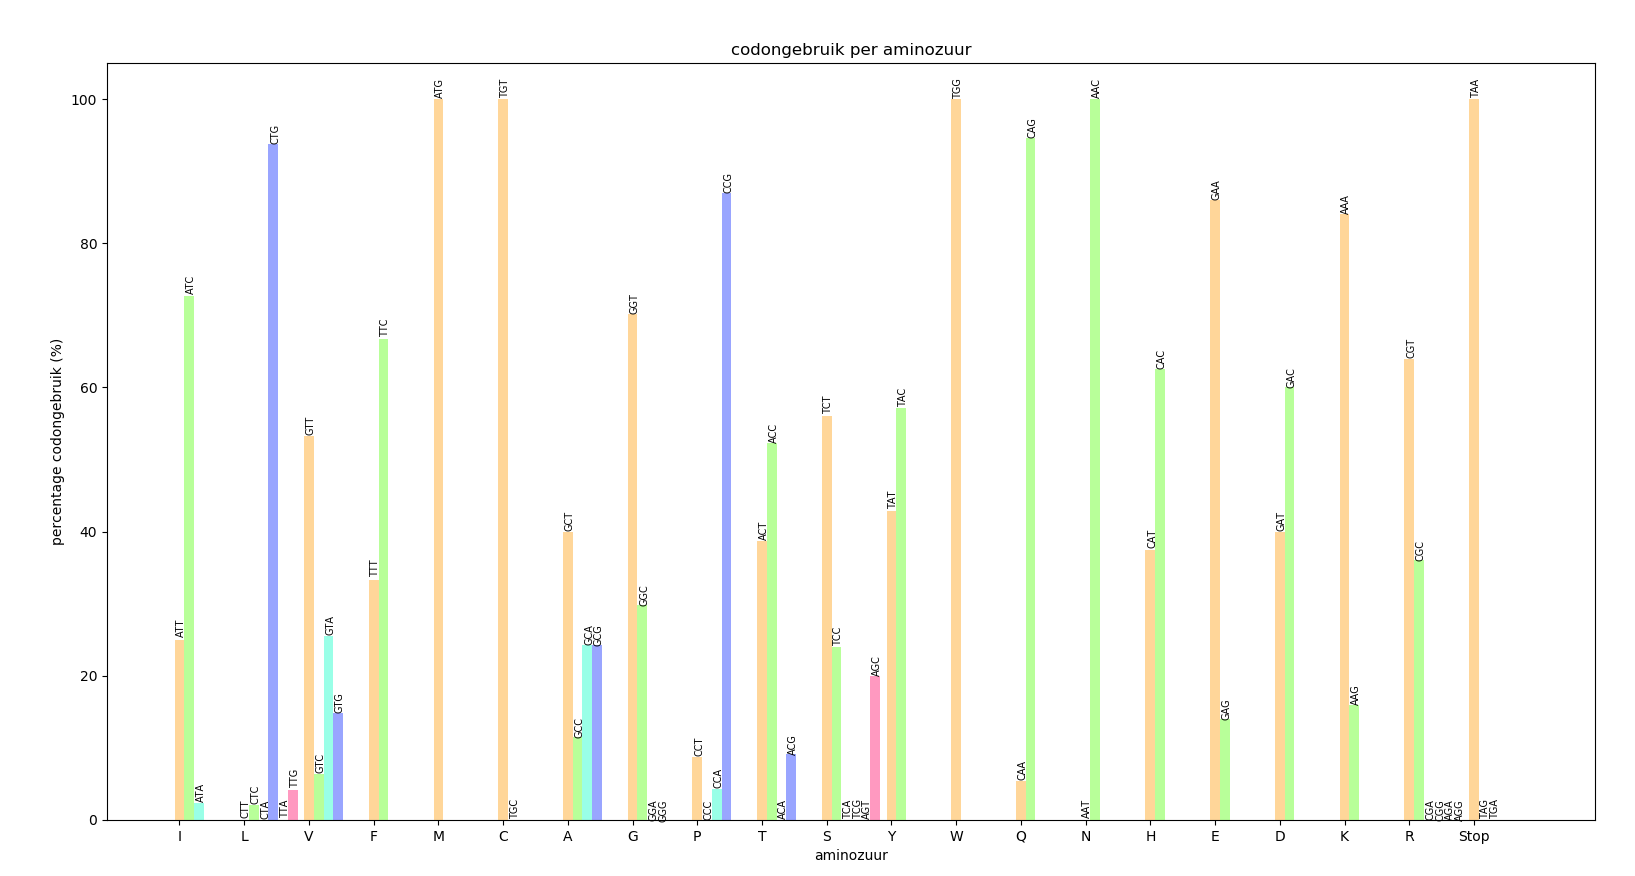 codongebruik per aminozuur
percentage codongebruik (%)
100
80
60
40
20
0
ATT
ATC
ATA
CTT
CTC
CTA
CTG
TTA
TTG
GTT
GTC
GTA
GTG
TTT
TTC
ATG
TGT
TGC
GCT
GCC
GCA
GCG
GGT
GGC
GGA
GGG
CCT
CCC
CCA
CCG
ACT
ACC
ACA
ACG
TCT
TCC
TCA
TCG
AGT
AGC
TAT
TAC
TGG
CAA
CAG
AAT
AAC
CAT
CAC
GAA
GAG
GAT
GAC
AAA
AAG
CGT
CGC
CGA
CGG
AGA
AGG
TAA
TAG
TGA
I L V F M C A G P T S Y W Q N H E D K R Stop
aminozuur